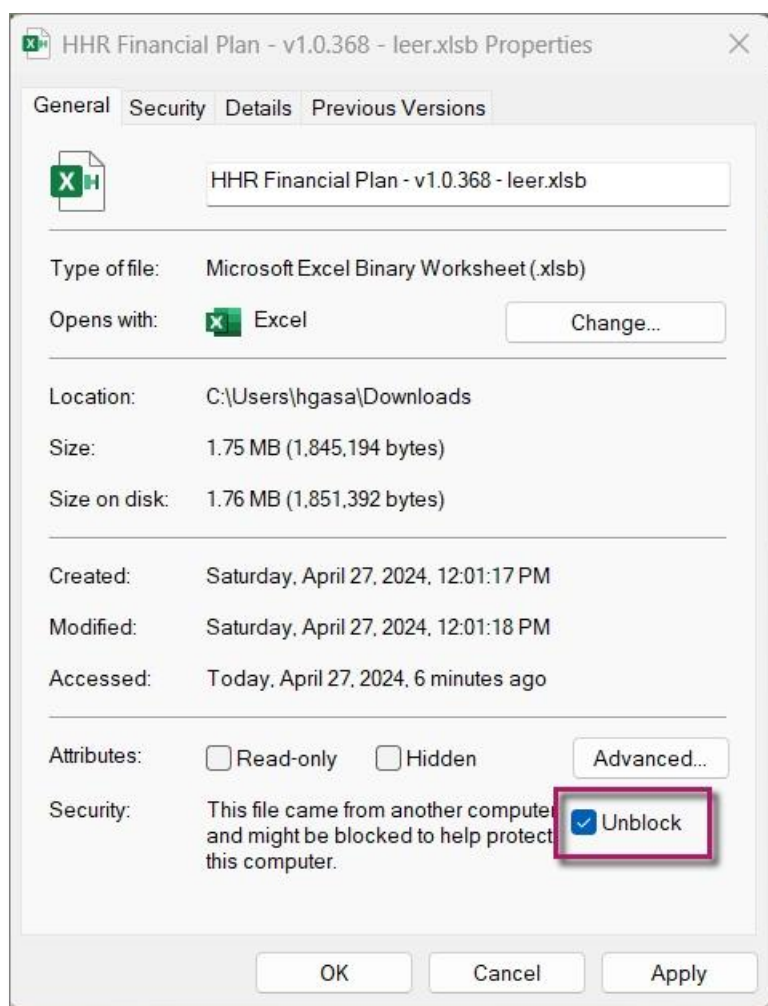 HHR Financial Plan - v1.0.368 - leer.xlsb Properties
General Security Details Previous Versions
HHR Financial Plan - v1.0.368 - leer.xlsb
Type of file: Microsoft Excel Binary Worksheet (.xlsb)
Opens with: Excel Change...
Location: C:\Users\hgasa\Downloads
Size: 1.75 MB (1,845,194 bytes)
Size on disk: 1.76 MB (1,851,392 bytes)
Created: Saturday, April 27, 2024, 12:01:17 PM
Modified: Saturday, April 27, 2024, 12:01:18 PM
Accessed: Today, April 27, 2024, 6 minutes ago
Attributes: Read-only Hidden Advanced...
Security: This file came from another computer Unblock
and might be blocked to help protect
this computer.
OK Cancel Apply